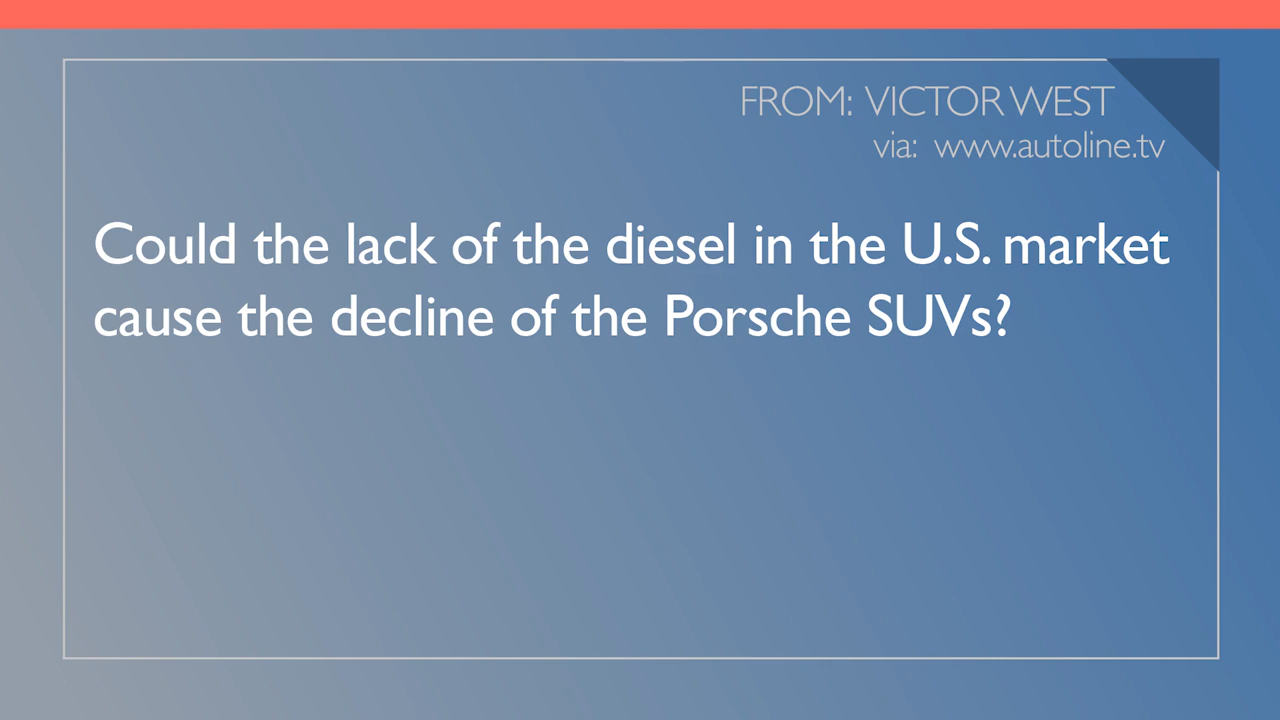 FROM: VICTOR WEST
via: www.autoline.tv
Could the lack of the diesel in the U.S. market
cause the decline of the Porsche SUVs?